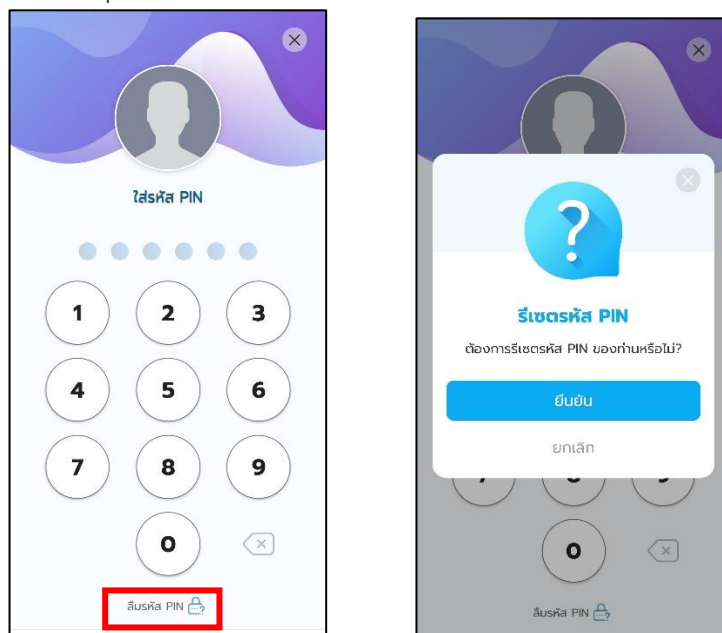 ใส่รหัส PIN
1 2 3
4 5 6
7 8 9
0
ลืมรหัส PIN
รีเซตรหัส PIN
ต้องการรีเซตรหัส PIN ของท่านหรือไม่?
ยืนยัน
ยกเลิก
0
ลืมรหัส PIN